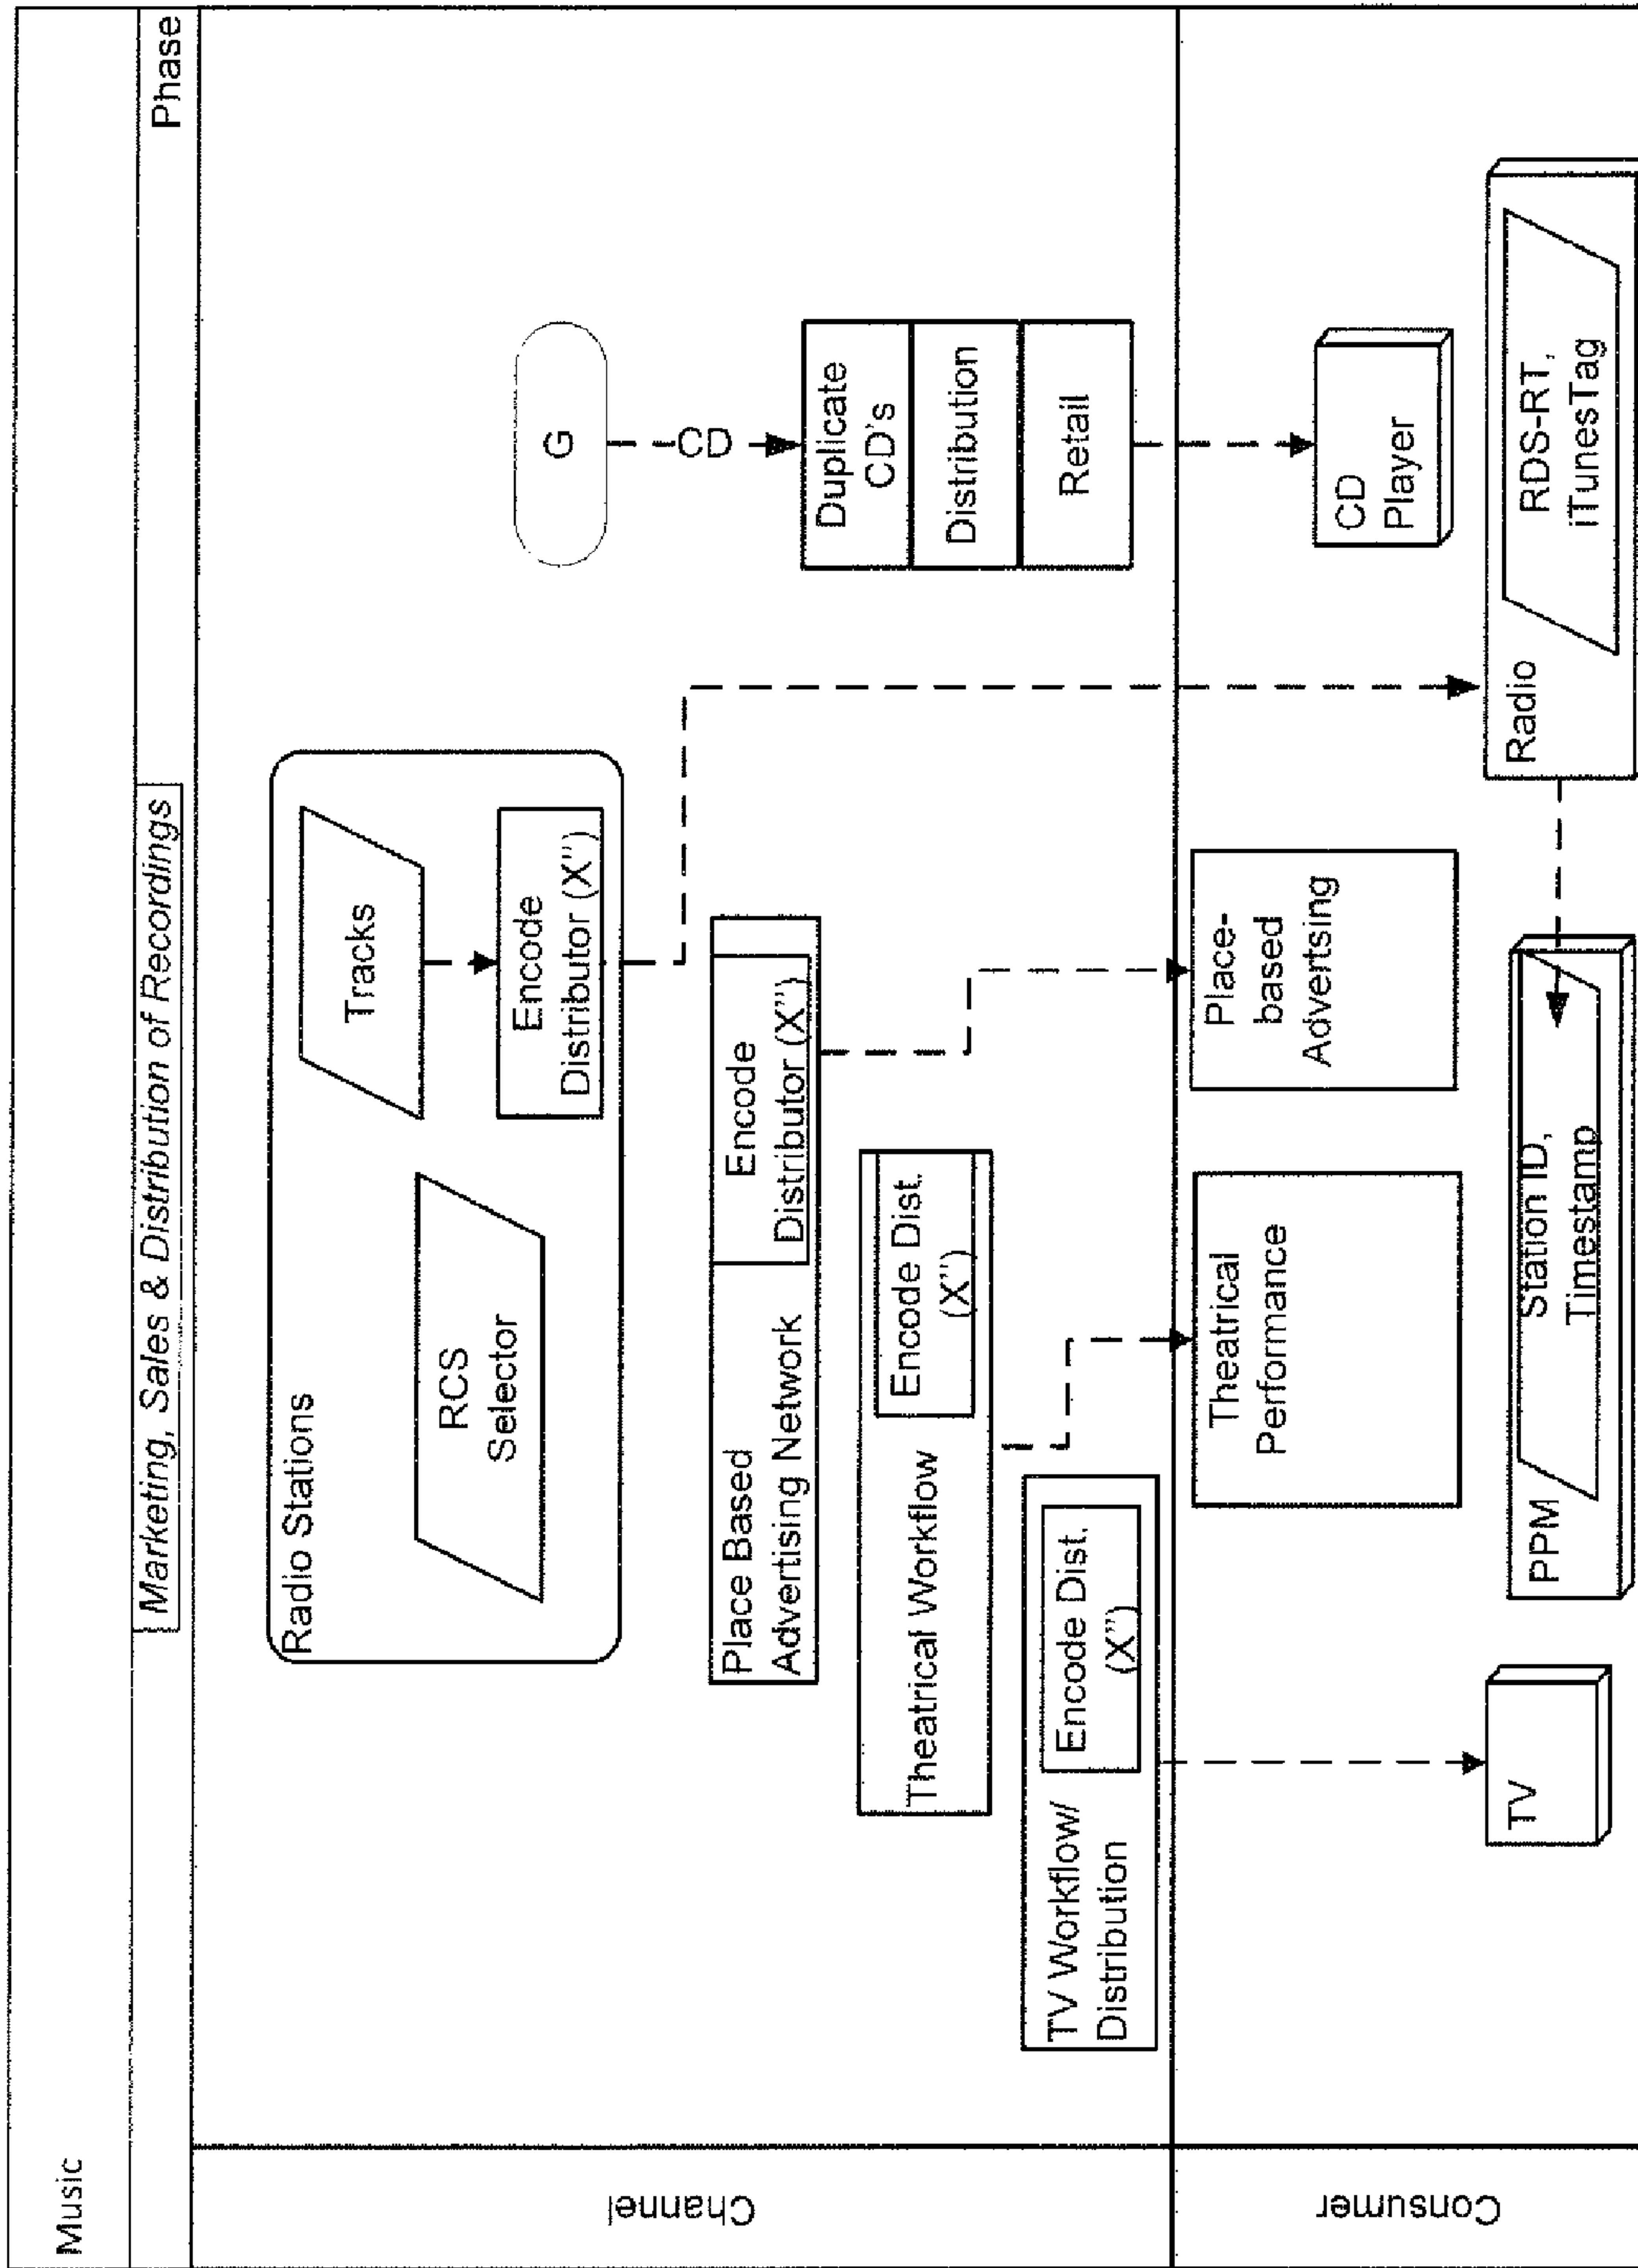 Music
Marketing, Sales & Distribution of Recordings
Phase
Channel
Radio Stations
RCS
Selector
Tracks
Encode
Distributor (X")
Place Based
Advertising Network
Encode
Distributor (X")
Theatrical Workflow
Encode Dist.
(X")
TV Workflow/
Distribution
Encode Dist.
(X")
G
CD
Duplicate
CD's
Distribution
Retail
Consumer
TV
Theatrical
Performance
Place-
based
Advertsing
CD
Player
PPM
Station ID,
Timestamp
Radio
RDS-RT,
iTunesTag